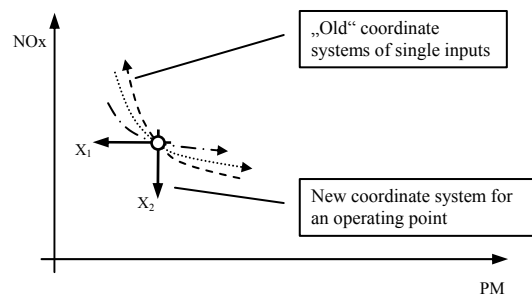 NOx
„Old“ coordinate
systems of single inputs
X1
X2
New coordinate system for
an operating point
PM